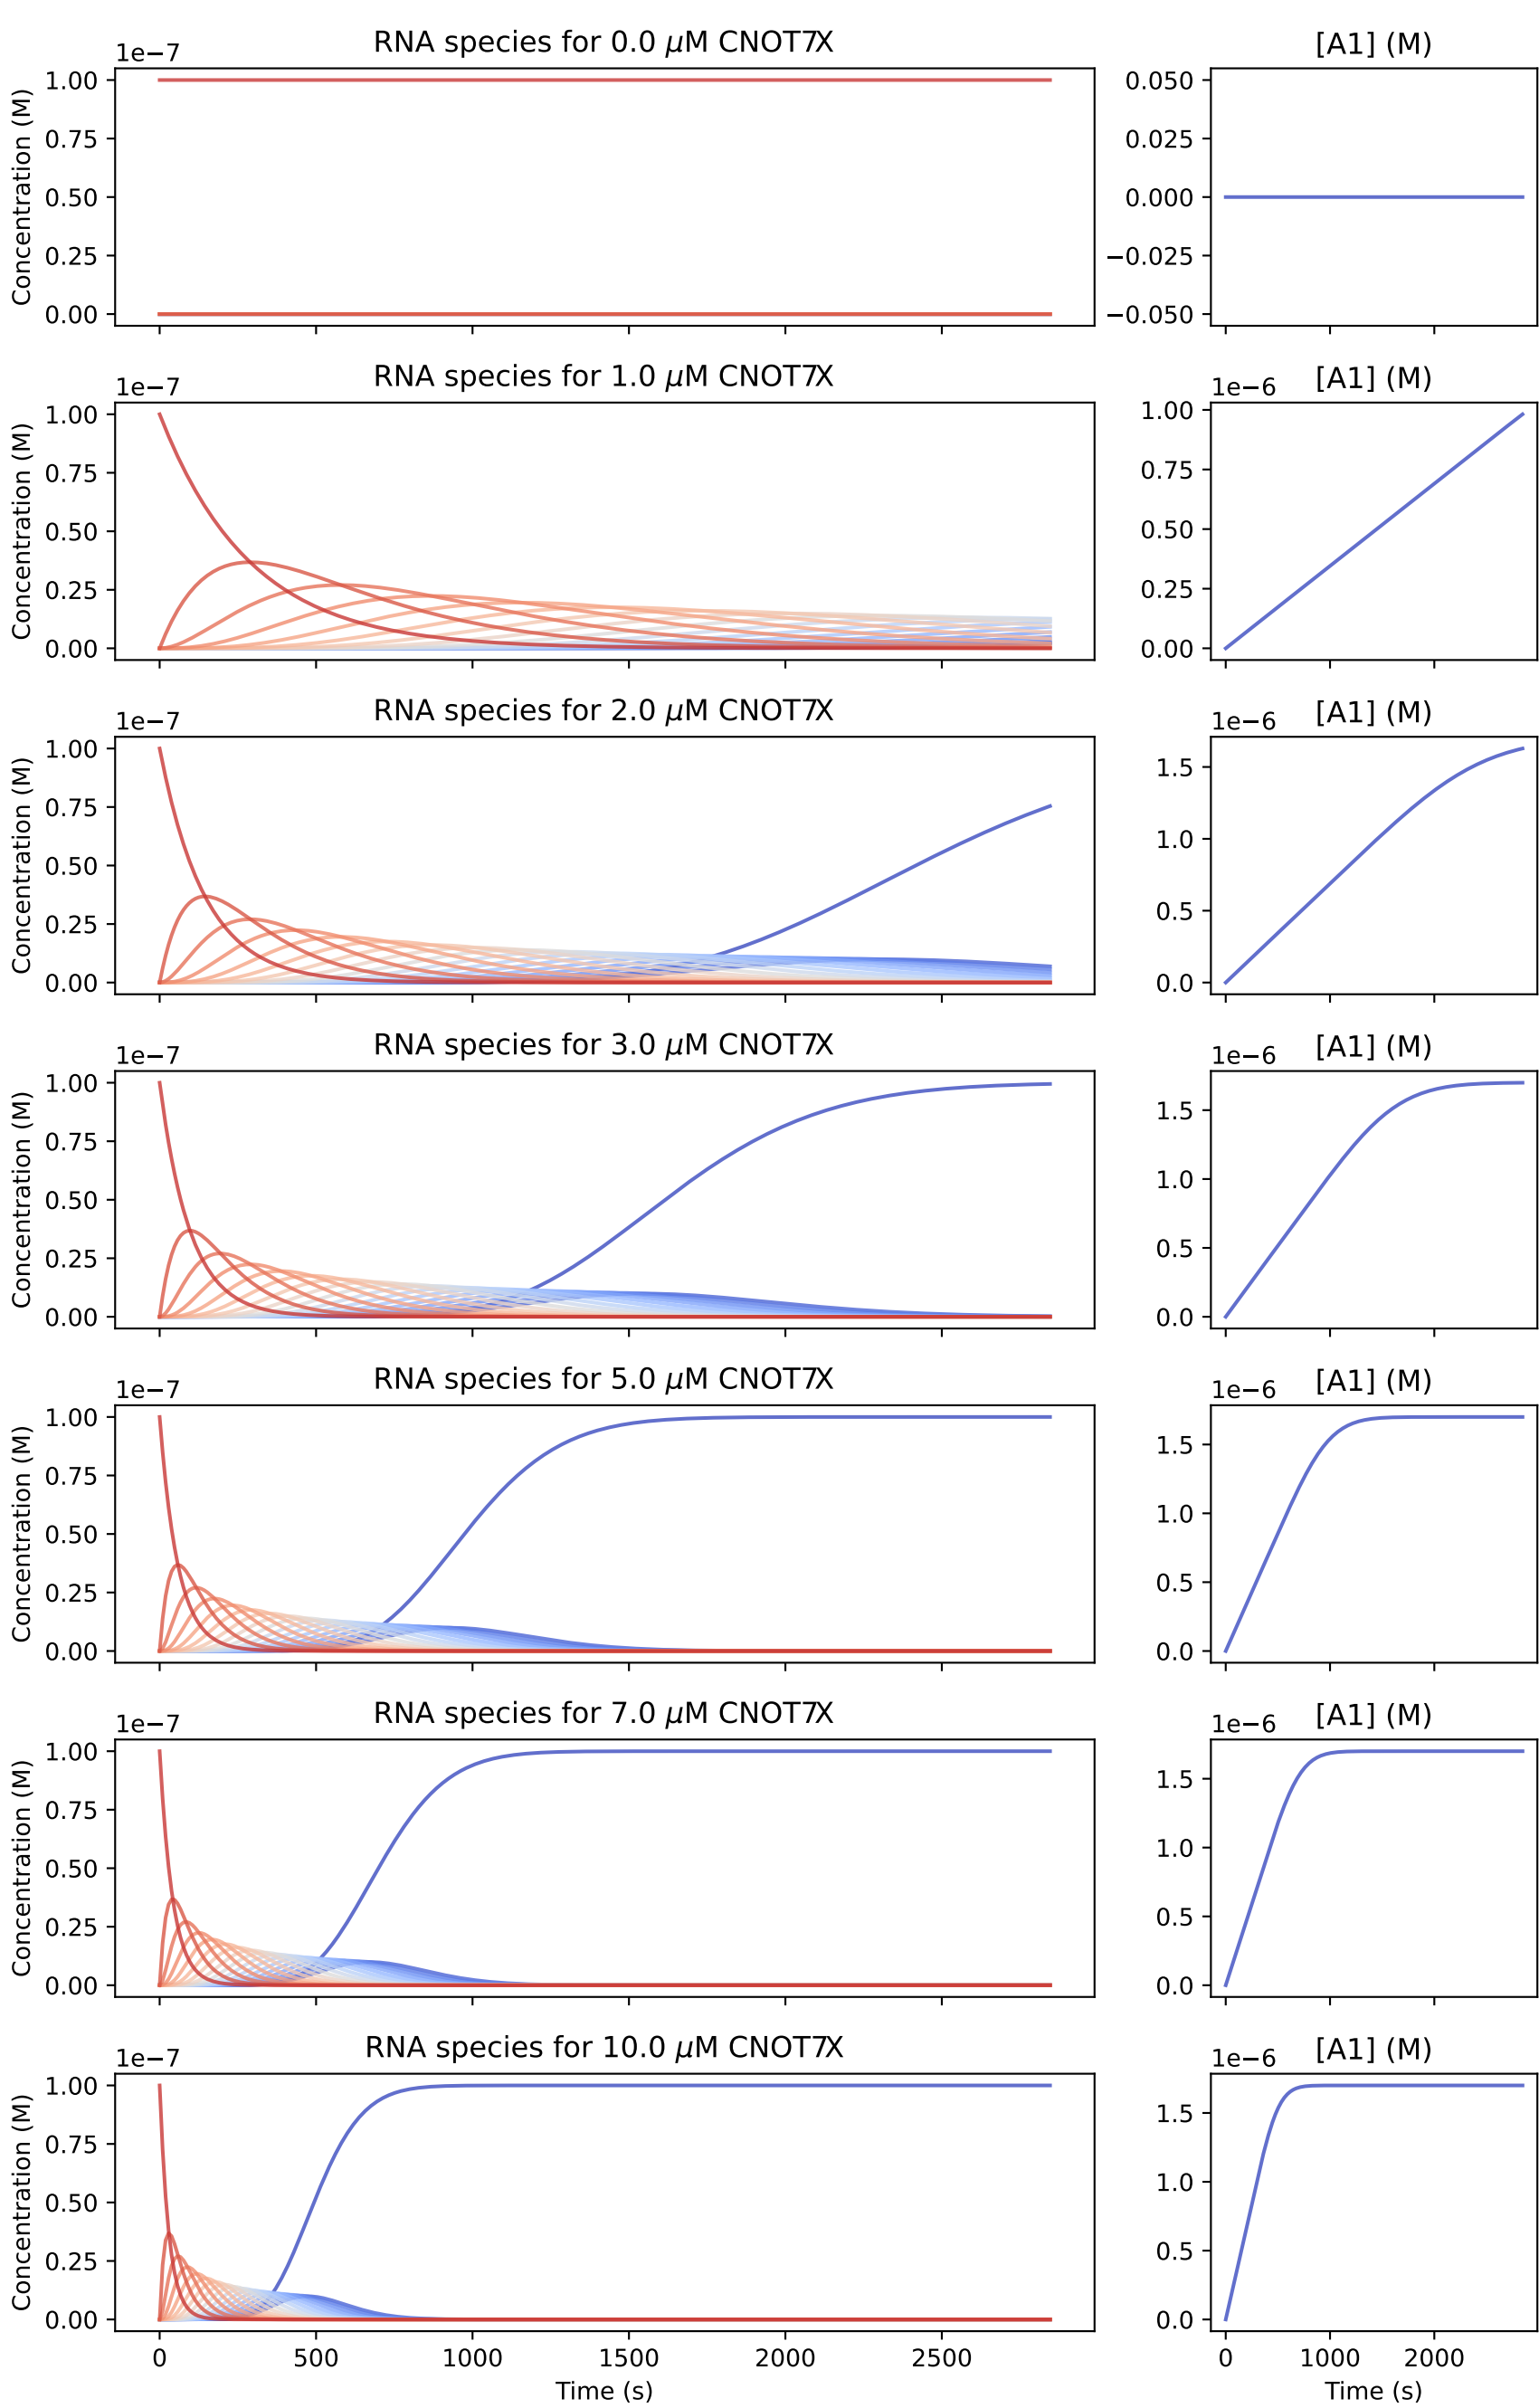 RNA species for 0.0 μM CNOT7X
[A1] (M)
1e−7
1.00
0.75
0.50
0.25
0.00
Concentration (M)
0.050
0.025
0.000
−0.025
−0.050
RNA species for 1.0 μM CNOT7X
[A1] (M)
1e−7
1.00
0.75
0.50
0.25
0.00
Concentration (M)
1e−6
1.00
0.75
0.50
0.25
0.00
RNA species for 2.0 μM CNOT7X
[A1] (M)
1e−7
1.00
0.75
0.50
0.25
0.00
Concentration (M)
1e−6
1.5
1.0
0.5
0.0
RNA species for 3.0 μM CNOT7X
[A1] (M)
1e−7
1.00
0.75
0.50
0.25
0.00
Concentration (M)
1e−6
1.5
1.0
0.5
0.0
RNA species for 5.0 μM CNOT7X
[A1] (M)
1e−7
1.00
0.75
0.50
0.25
0.00
Concentration (M)
1e−6
1.5
1.0
0.5
0.0
RNA species for 7.0 μM CNOT7X
[A1] (M)
1e−7
1.00
0.75
0.50
0.25
0.00
Concentration (M)
1e−6
1.5
1.0
0.5
0.0
RNA species for 10.0 μM CNOT7X
[A1] (M)
1e−7
1.00
0.75
0.50
0.25
0.00
Concentration (M)
1e−6
1.5
1.0
0.5
0.0
0 500 1000 1500 2000 2500
Time (s)
0 1000 2000
Time (s)